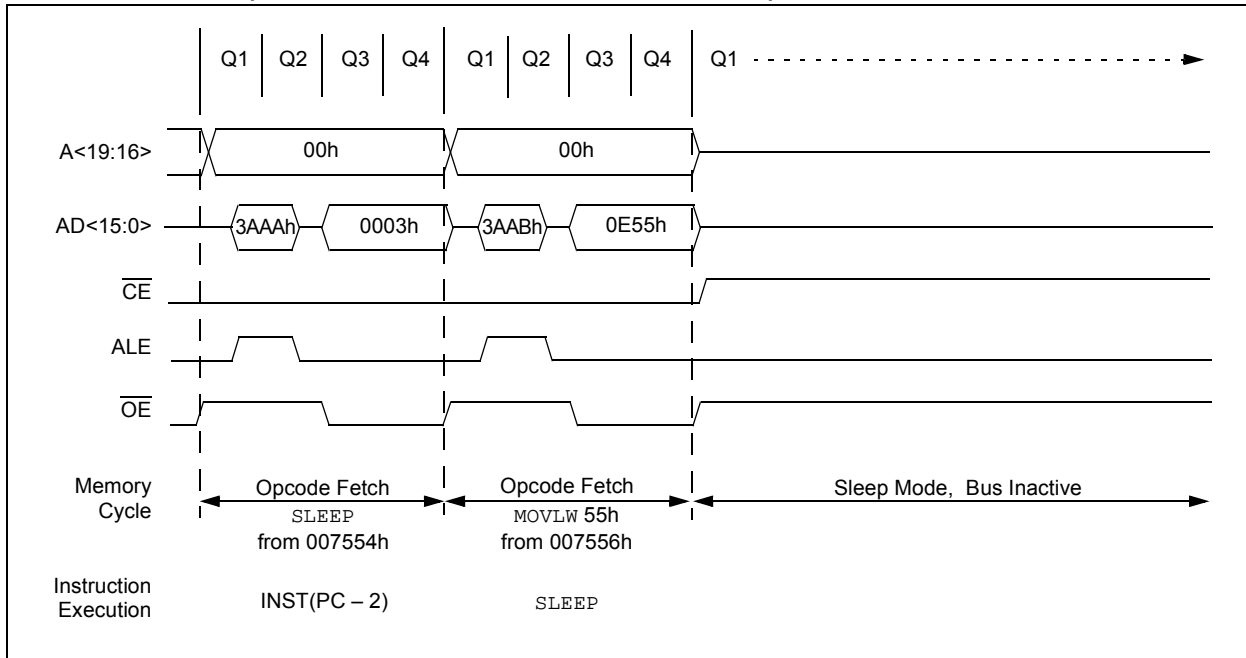 Q1 Q2 Q3 Q4 Q1 Q2 Q3 Q4 Q1
A<19:16> 00h 00h
AD<15:0> 3AAAh 0003h 3AABh 0E55h
CE
ALE
OE
Memory Cycle
Opcode Fetch
SLEEP
from 007554h
Opcode Fetch
MOVLW 55h
from 007556h
Sleep Mode, Bus Inactive
Instruction Execution
INST(PC – 2) SLEEP